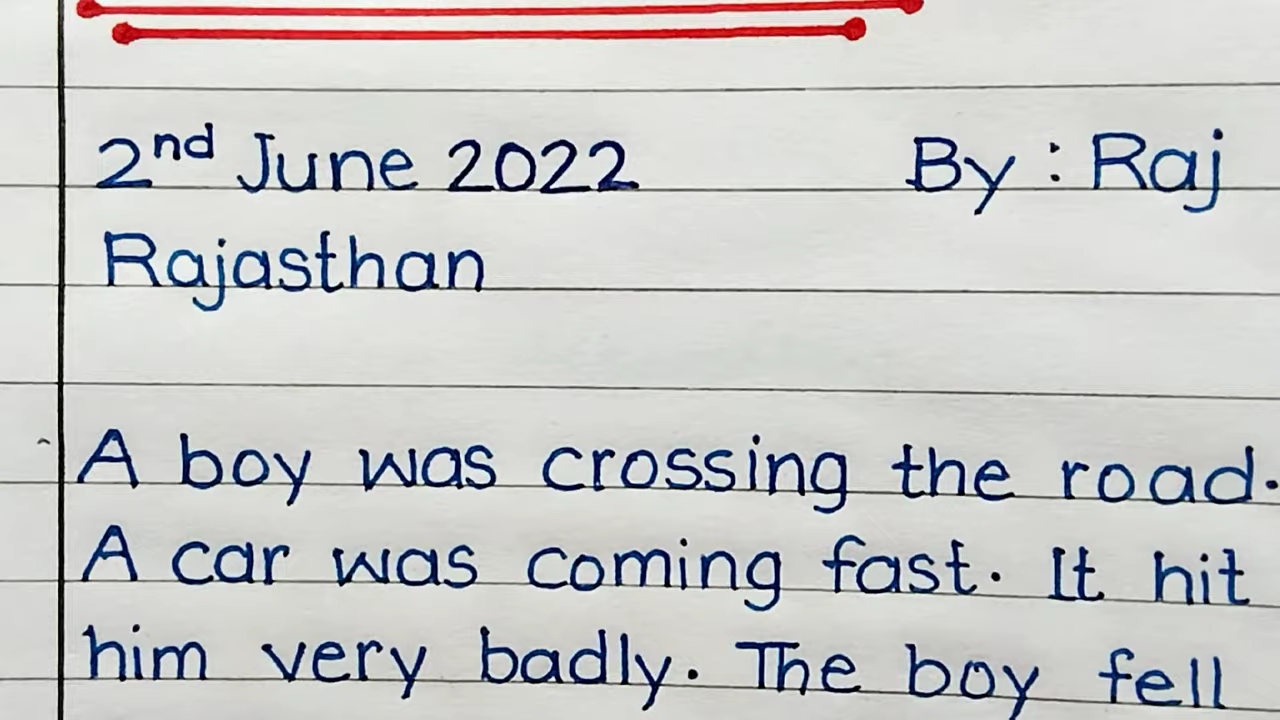 2nd June 2022 By : Raj
Rajasthan
A boy was crossing the road.
A car was coming fast. It hit
him very badly. The boy fell